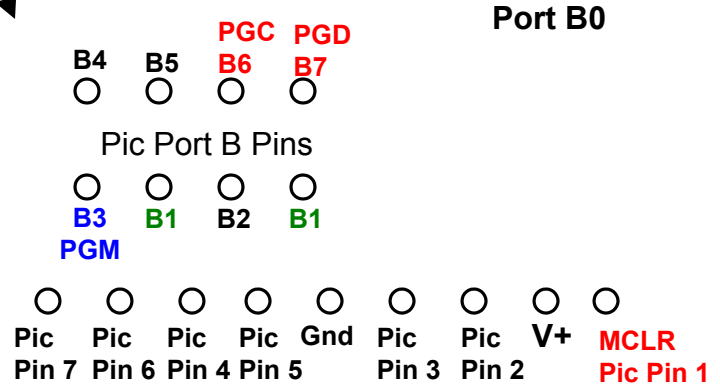 Port B0
PGC PGD
B4 B5 B6 B7
Pic Port B Pins
B3 B1 B2 B1
PGM
Pic Pic Pic Pic Gnd Pic Pic V+ MCLR
Pin 7 Pin 6 Pin 4 Pin 5 Pin 3 Pin 2 Pic Pin 1